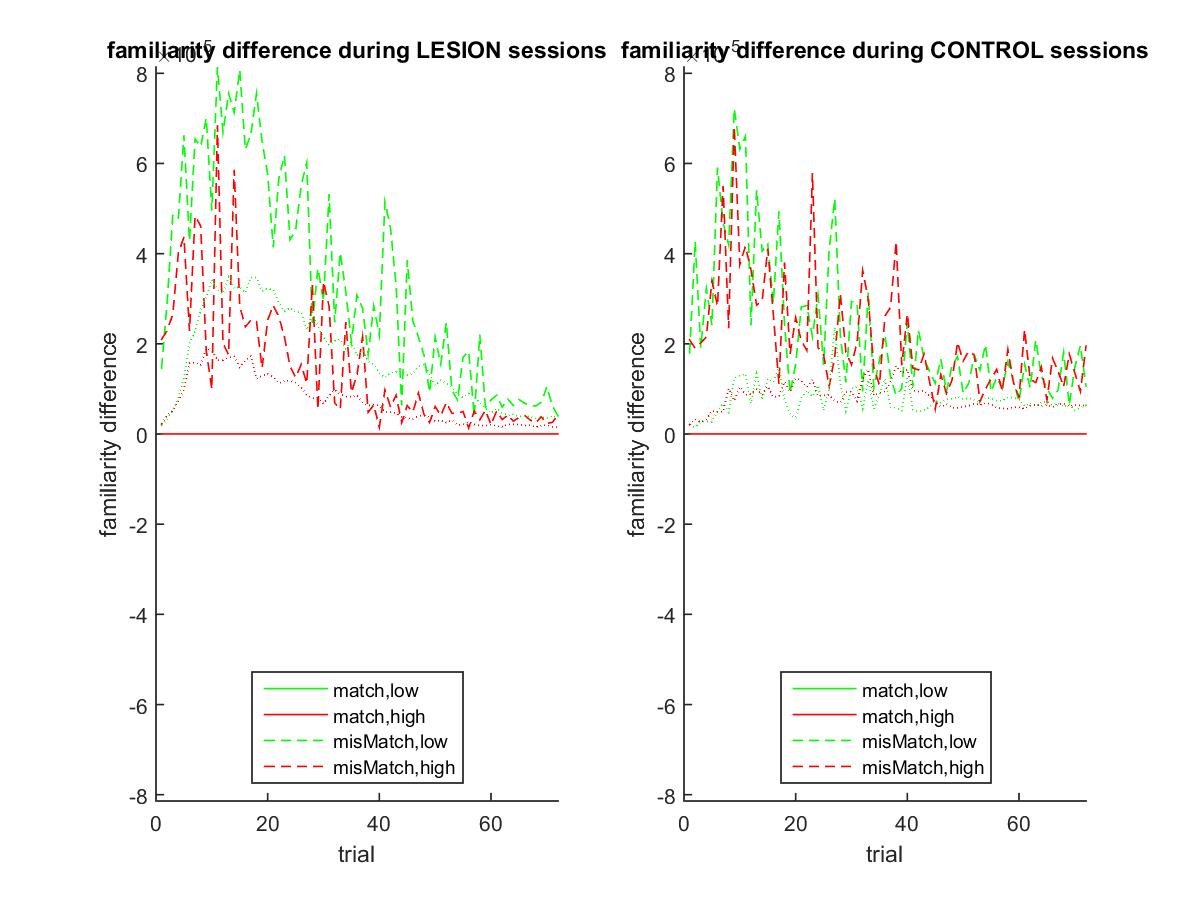 familiarity difference during LESION sessions
familiarity difference during CONTROL sessions
8
6
4
2
0
-2
-4
-6
-8
familiarity difference
match,low
match,high
misMatch,low
misMatch,high
0
20
40
60
trial
8
6
4
2
0
-2
-4
-6
-8
familiarity difference
match,low
match,high
misMatch,low
misMatch,high
0
20
40
60
trial